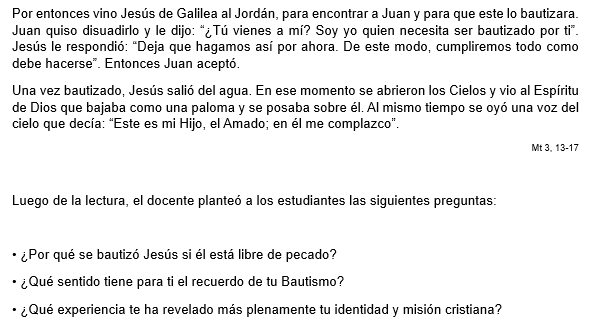 Por entonces vino Jesús de Galilea al Jordán, para encontrar a Juan y para que este lo bautizara.
Juan quiso disuadirlo y le dijo: “¿Tú vienes a mí? Soy yo quien necesita ser bautizado por ti”.
Jesús le respondió: “Deja que hagamos así por ahora. De este modo, cumpliremos todo como
debe hacerse”. Entonces Juan aceptó.
Una vez bautizado, Jesús salió del agua. En ese momento se abrieron los Cielos y vio al Espíritu
de Dios que bajaba como una paloma y se posaba sobre él. Al mismo tiempo se oyó una voz del
cielo que decía: “Este es mi Hijo, el Amado; en él me complazco”.
Mt 3, 13-17
Luego de la lectura, el docente planteó a los estudiantes las siguientes preguntas:
• ¿Por qué se bautizó Jesús si él está libre de pecado?
• ¿Qué sentido tiene para ti el recuerdo de tu Bautismo?
• ¿Qué experiencia te ha revelado más plenamente tu identidad y misión cristiana?